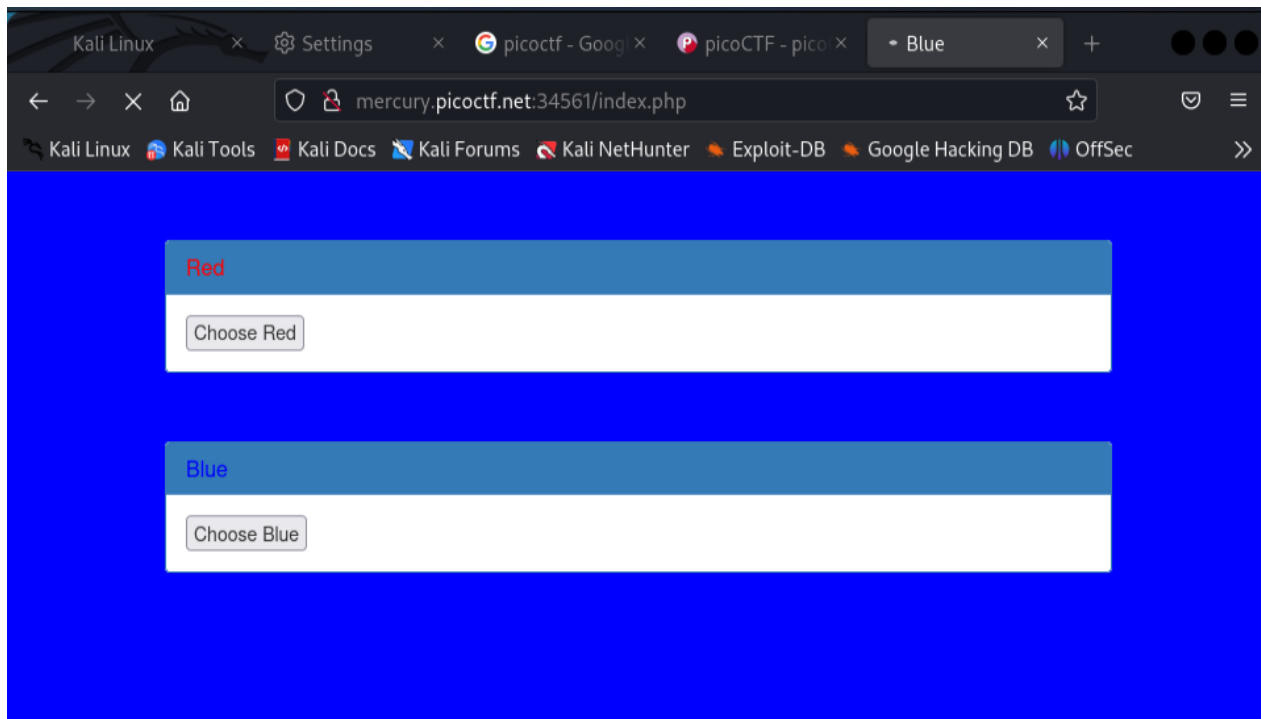 Kali Linux Settings picoctf - Goog picoCTF - pico Blue
mercury.picoctf.net:34561/index.php
Kali Linux Kali Tools Kali Docs Kali Forums Kali NetHunter Exploit-DB Google Hacking DB OffSec
Red
Choose Red
Blue
Choose Blue